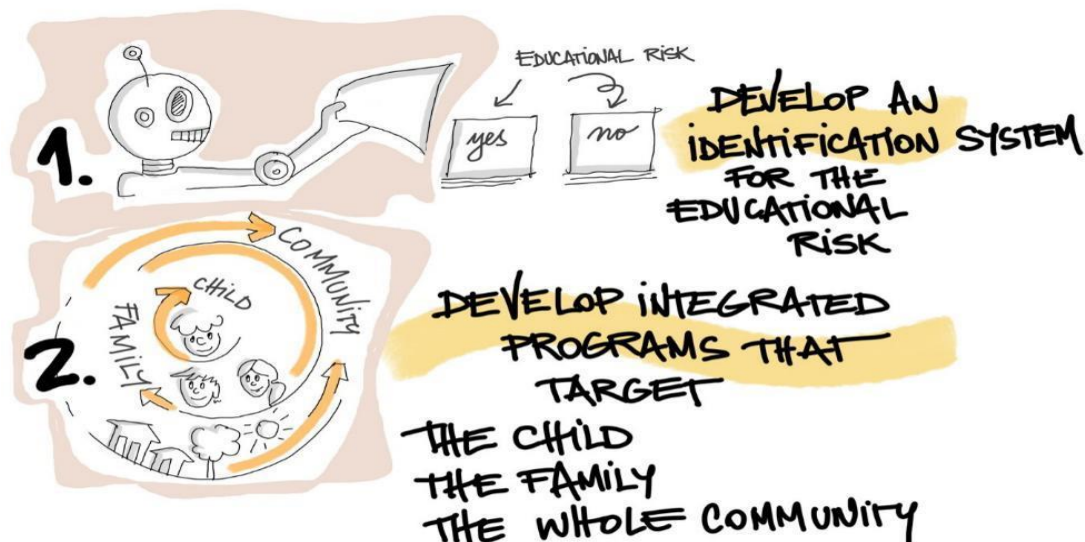 1.
EDUCATIONAL RISK
yes
no
DEVELOP AN
IDENTIFICATION SYSTEM
FOR THE
EDUCATIONAL
RISK
2.
COMMUNITY
CHILD
FAMILY
DEVELOP INTEGRATED
PROGRAMS THAT
TARGET
THE CHILD
THE FAMILY
THE WHOLE COMMUNITY